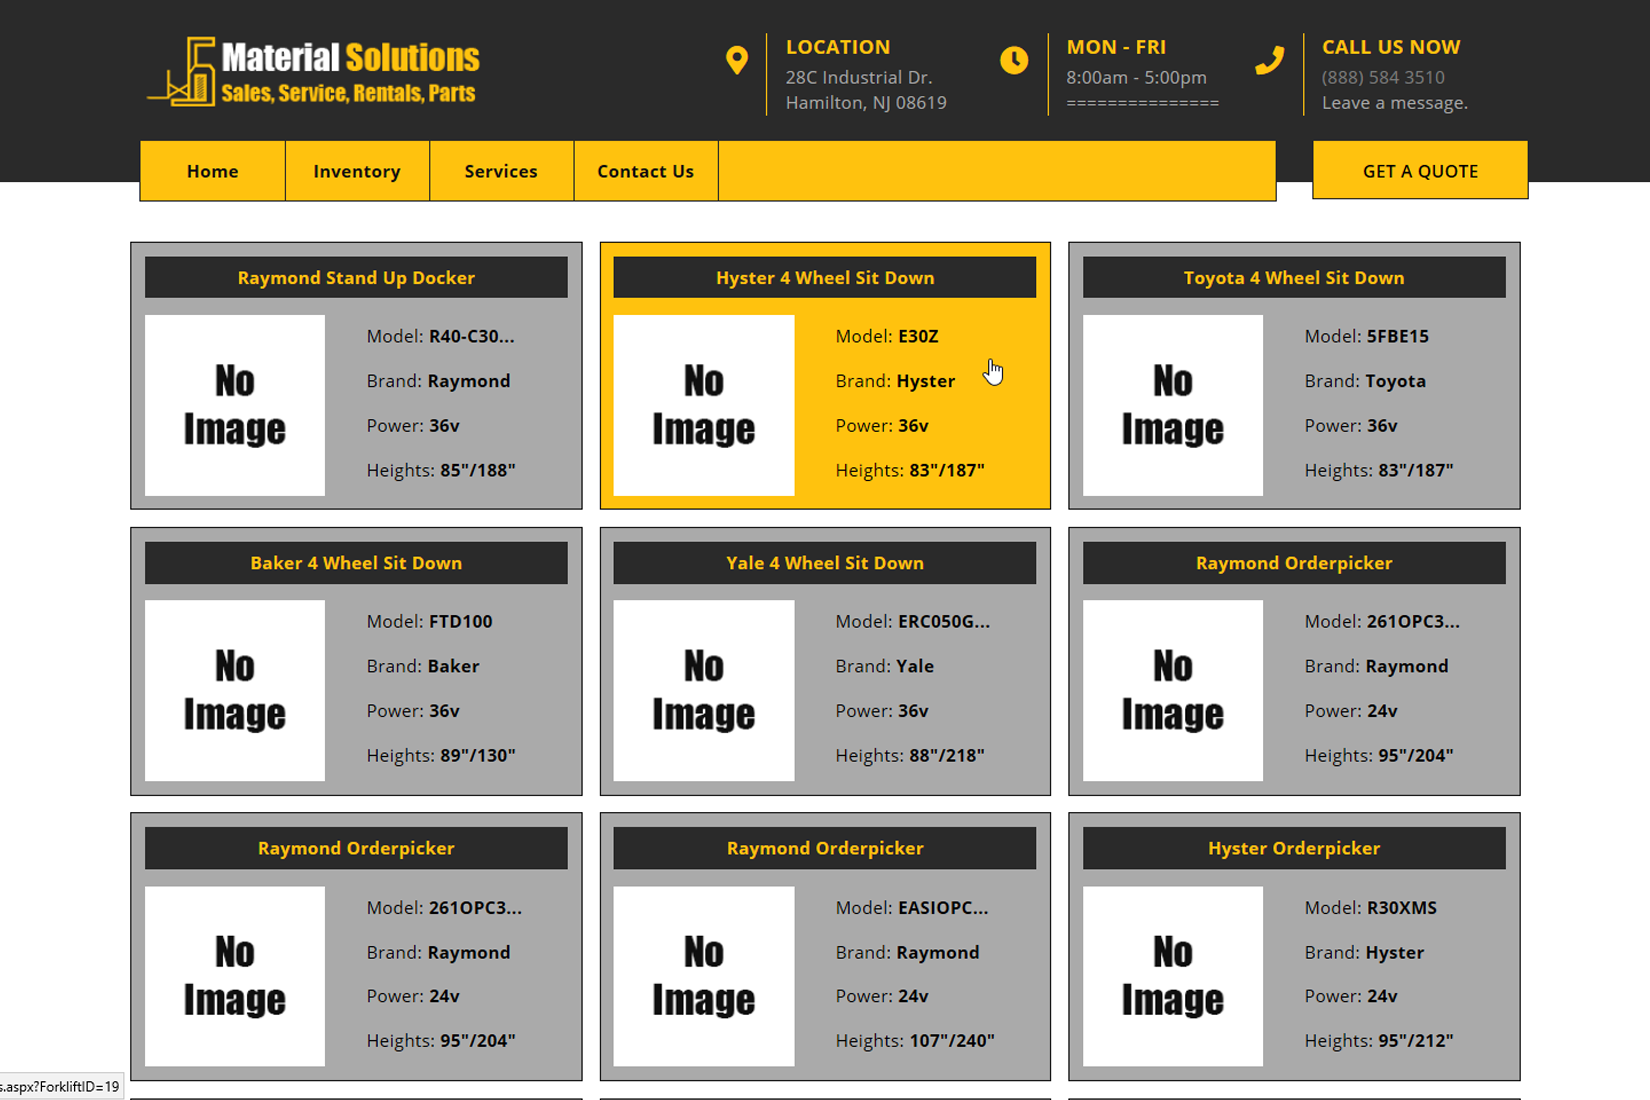 Material Solutions
Sales, Service, Rentals, Parts
LOCATION
28C Industrial Dr.
Hamilton, NJ 08619
MON - FRI
8:00am - 5:00pm
===============
CALL US NOW
(888) 584 3510
Leave a message.
Home
Inventory
Services
Contact Us
GET A QUOTE
Raymond Stand Up Docker
No
Image
Model: R40-C30...
Brand: Raymond
Power: 36v
Heights: 85"/188"
Hyster 4 Wheel Sit Down
No
Image
Model: E30Z
Brand: Hyster
Power: 36v
Heights: 83"/187"
Toyota 4 Wheel Sit Down
No
Image
Model: 5FBE15
Brand: Toyota
Power: 36v
Heights: 83"/187"
Baker 4 Wheel Sit Down
No
Image
Model: FTD100
Brand: Baker
Power: 36v
Heights: 89"/130"
Yale 4 Wheel Sit Down
No
Image
Model: ERC050G...
Brand: Yale
Power: 36v
Heights: 88"/218"
Raymond Orderpicker
No
Image
Model: 261OPC3...
Brand: Raymond
Power: 24v
Heights: 95"/204"
Raymond Orderpicker
No
Image
Model: 261OPC3...
Brand: Raymond
Power: 24v
Heights: 95"/204"
Raymond Orderpicker
No
Image
Model: EASIOPC...
Brand: Raymond
Power: 24v
Heights: 107"/240"
Hyster Orderpicker
No
Image
Model: R30XMS
Brand: Hyster
Power: 24v
Heights: 95"/212"
s.aspx?ForkliftID=19